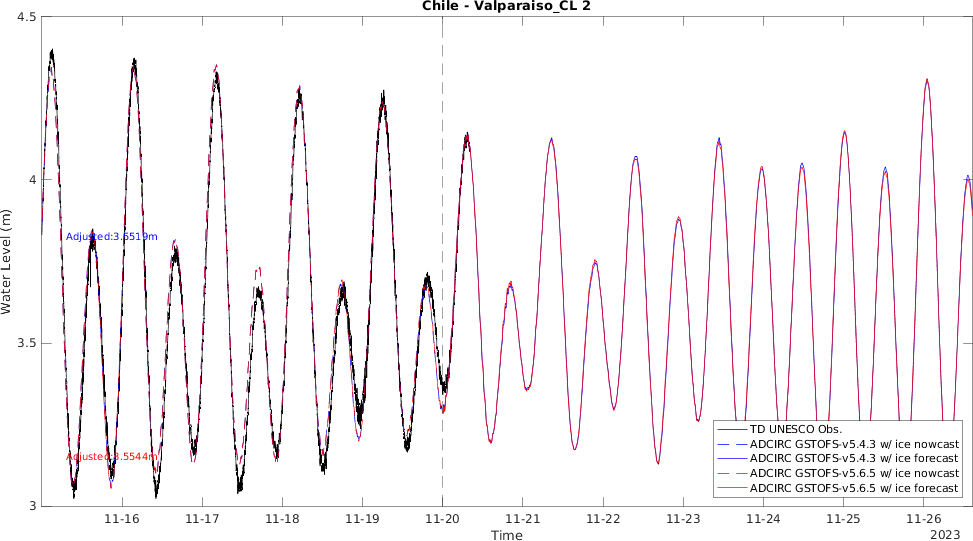 Chile - Valparaiso_CL 2
4.5
4
3.5
3
Water Level (m)
Adjusted:3.6519m
Adjusted:3.5544m
TD UNESCO Obs.
ADCIRC GSTOFS-v5.4.3 w/ ice nowcast
ADCIRC GSTOFS-v5.4.3 w/ ice forecast
ADCIRC GSTOFS-v5.6.5 w/ ice nowcast
ADCIRC GSTOFS-v5.6.5 w/ ice forecast
11-16 11-17 11-18 11-19 11-20 11-21 11-22 11-23 11-24 11-25 11-26
Time
2023